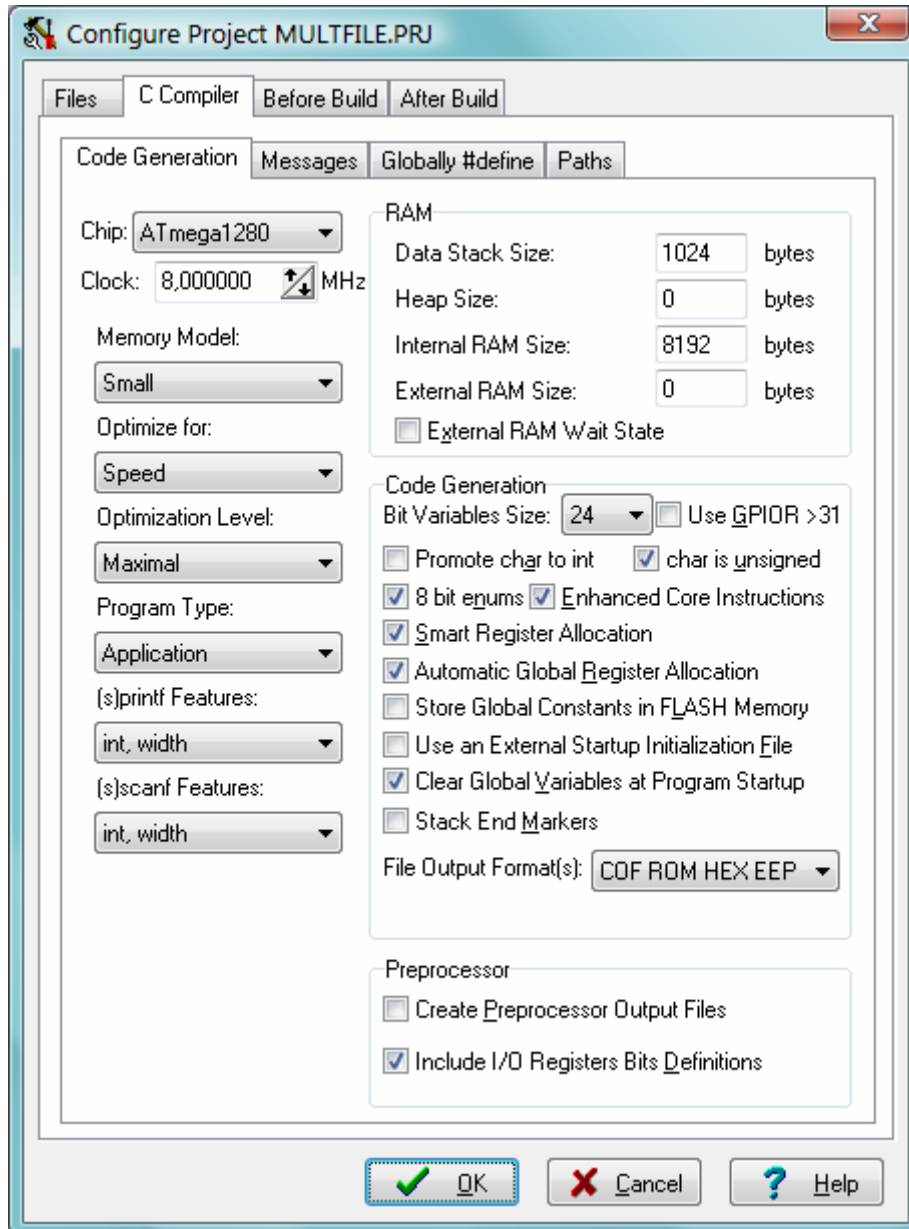 Configure Project MULTFILE.PRJ
Files C Compiler Before Build After Build
Code Generation Messages Globally #define Paths
Chip: ATmega1280
Clock: 8,000000 MHz
Memory Model:
Small
Optimize for:
Speed
Optimization Level:
Maximal
Program Type:
Application
(s)printf Features:
int, width
(s)scanf Features:
int, width
RAM
Data Stack Size: 1024 bytes
Heap Size: 0 bytes
Internal RAM Size: 8192 bytes
External RAM Size: 0 bytes
External RAM Wait State
Code Generation
Bit Variables Size: 24 Use GPIOR >31
Promote char to int char is unsigned
8 bit enums Enhanced Core Instructions
Smart Register Allocation
Automatic Global Register Allocation
Store Global Constants in FLASH Memory
Use an External Startup Initialization File
Clear Global Variables at Program Startup
Stack End Markers
File Output Format(s): COF ROM HEX EEP
Preprocessor
Create Preprocessor Output Files
Include I/O Registers Bits Definitions
OK Cancel Help